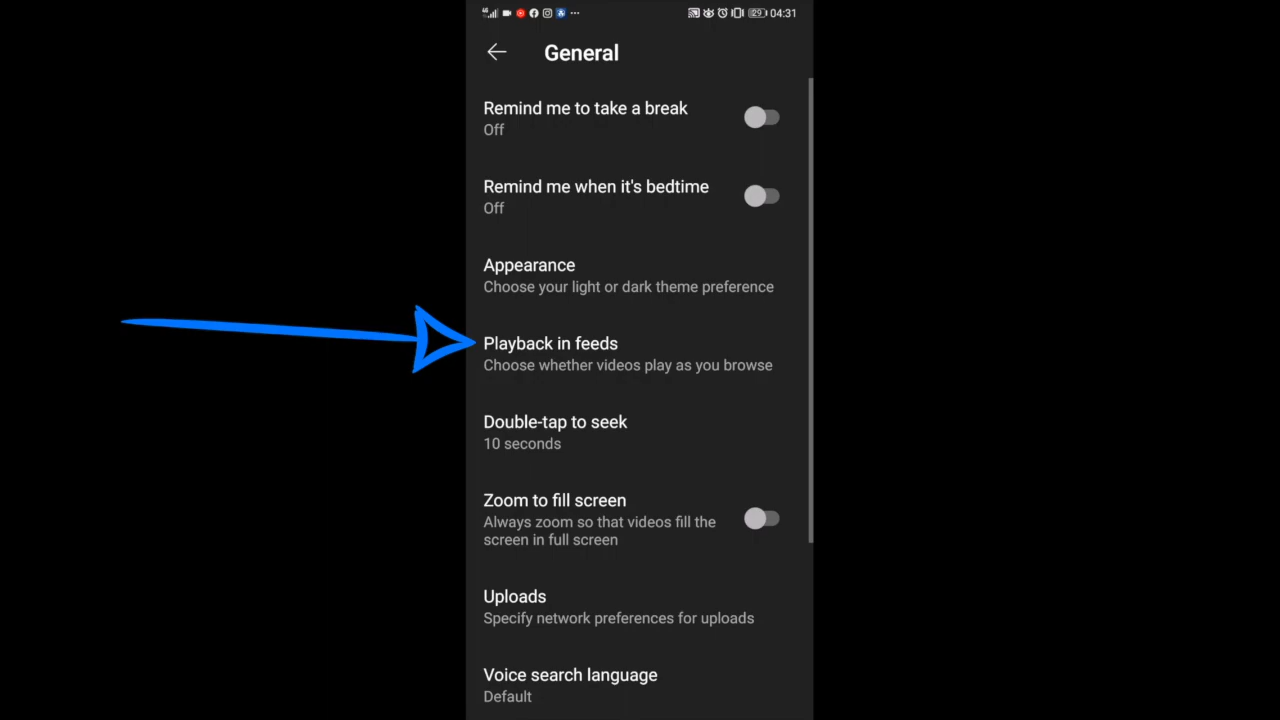 4G 29 04:31
General
Remind me to take a break
Off
Remind me when it's bedtime
Off
Appearance
Choose your light or dark theme preference
Playback in feeds
Choose whether videos play as you browse
Double-tap to seek
10 seconds
Zoom to fill screen
Always zoom so that videos fill the
screen in full screen
Uploads
Specify network preferences for uploads
Voice search language
Default